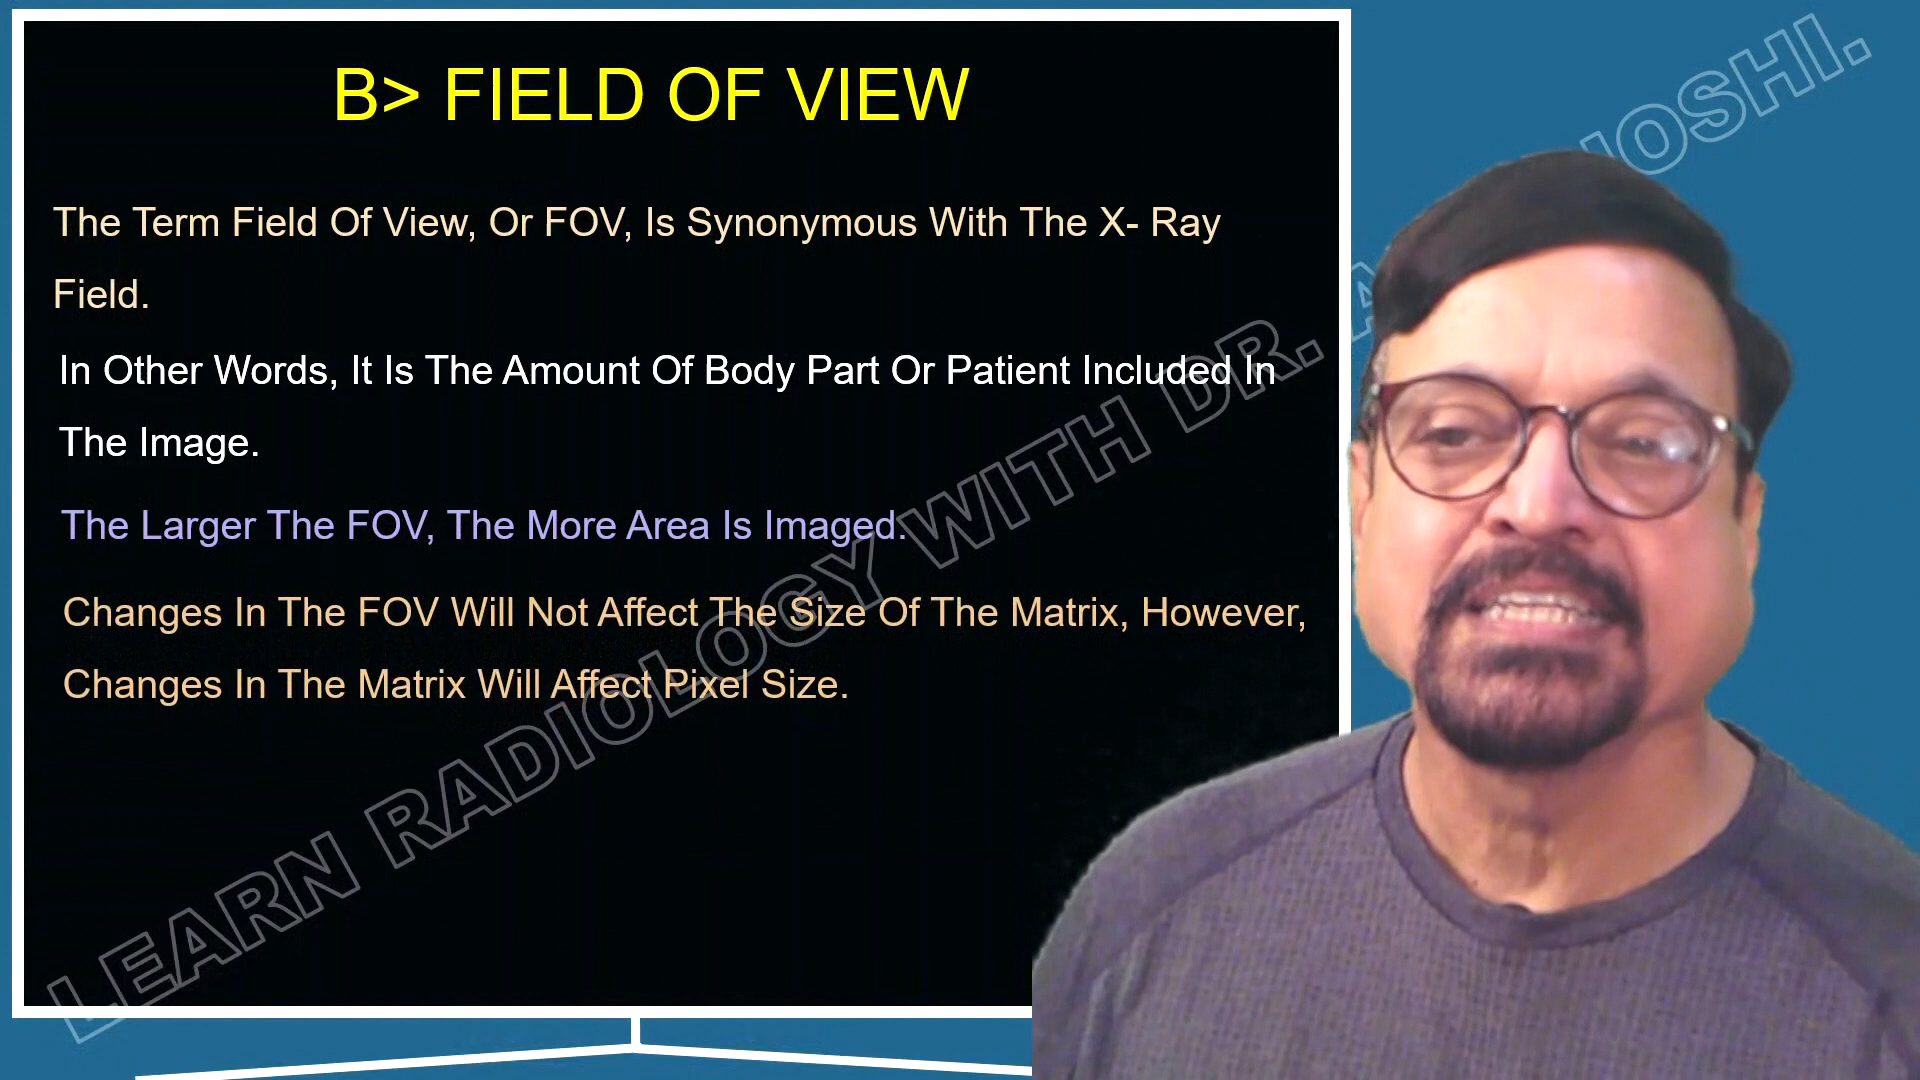 B> FIELD OF VIEW
The Term Field Of View, Or FOV, Is Synonymous With The X- Ray
Field.
In Other Words, It Is The Amount Of Body Part Or Patient Included In
The Image.
The Larger The FOV, The More Area Is Imaged.
Changes In The FOV Will Not Affect The Size Of The Matrix, However,
Changes In The Matrix Will Affect Pixel Size.
LEARN RADIOLOGY WITH DR. A JOSHI.